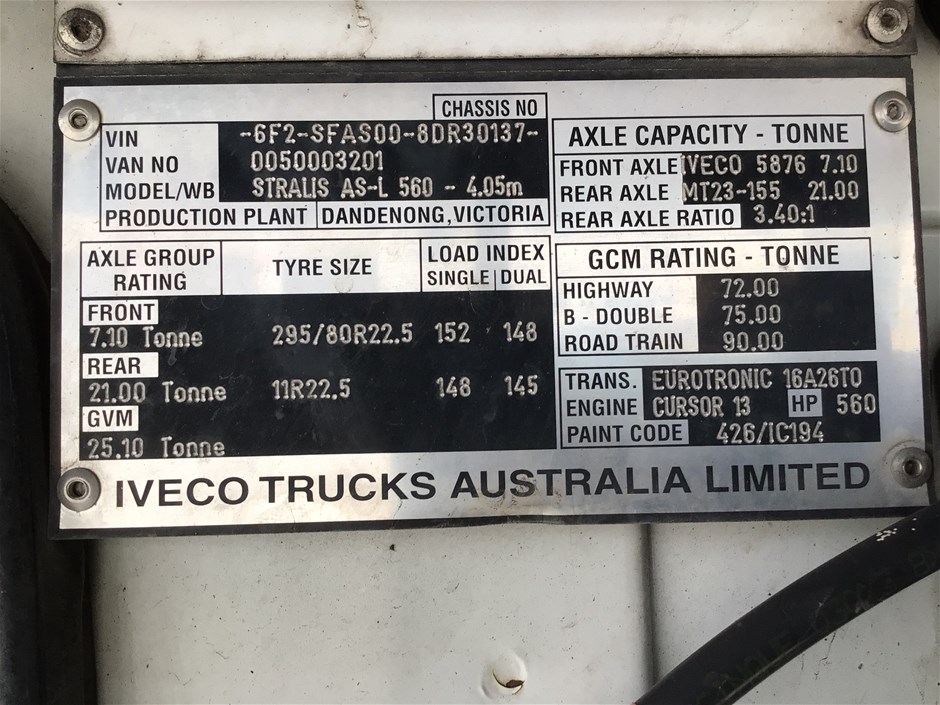 CHASSIS NO
VIN -6F2-SFAS00-8DR30137-
VAN NO 0050003201
MODEL/WB STRALIS AS-L 560 - 4.05m
PRODUCTION PLANT DANDENONG,VICTORIA
AXLE CAPACITY - TONNE
FRONT AXLE IVECO 5876 7.10
REAR AXLE MT23-155 21.00
REAR AXLE RATIO 3.40:1
AXLE GROUP RATING
TYRE SIZE
LOAD INDEX
SINGLE DUAL
FRONT
7.10 Tonne 295/80R22.5 152 148
REAR
21.00 Tonne 11R22.5 148 145
GVM
25.10 Tonne
GCM RATING - TONNE
HIGHWAY 72.00
B - DOUBLE 75.00
ROAD TRAIN 90.00
TRANS. EUROTRONIC 16A26TO
ENGINE CURSOR 13 HP 560
PAINT CODE 426/IC194
IVECO TRUCKS AUSTRALIA LIMITED